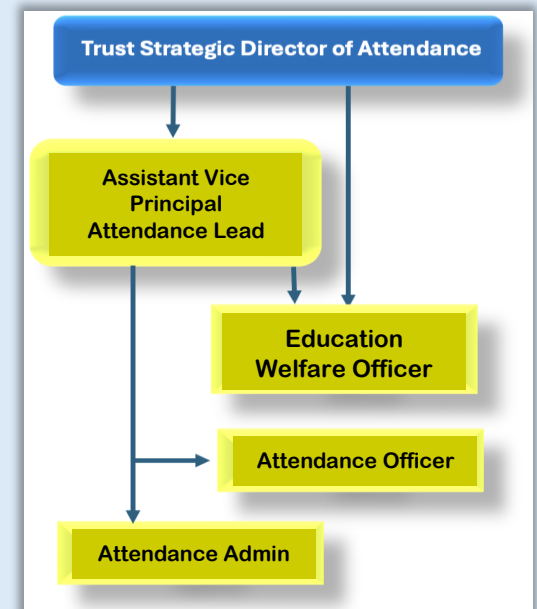 Trust Strategic Director of Attendance
Assistant Vice
Principal
Attendance Lead
Education
Welfare Officer
Attendance Officer
Attendance Admin